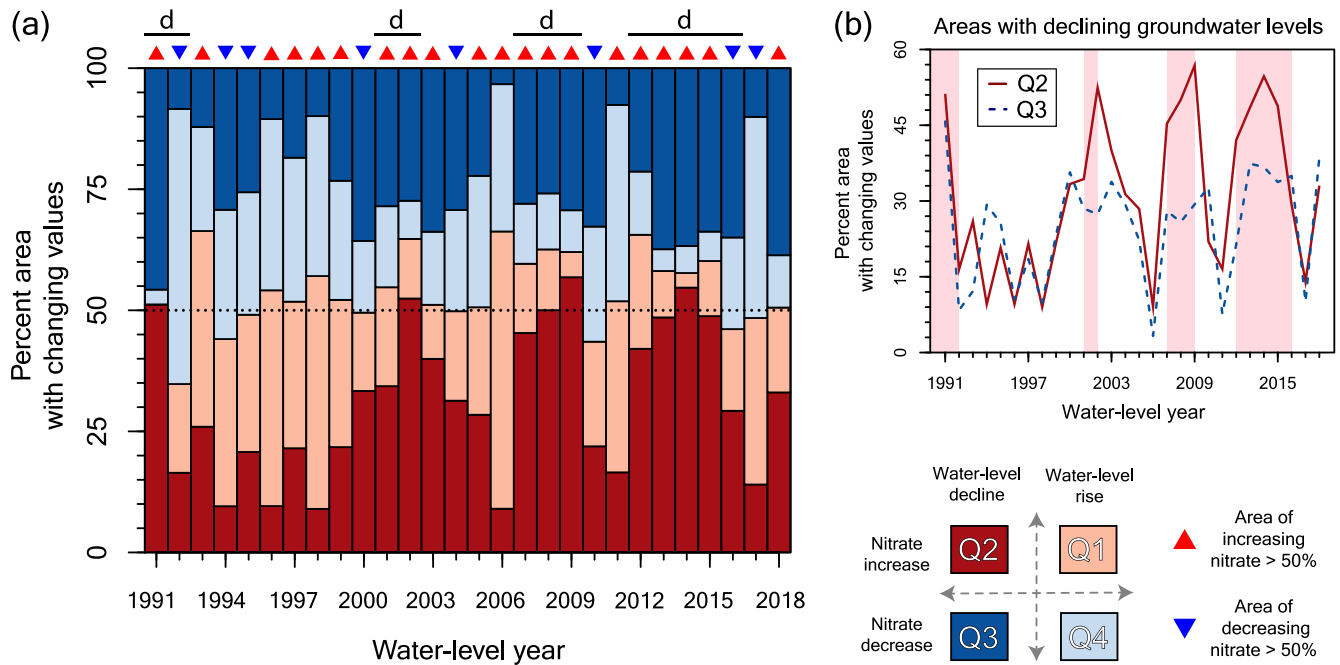 (a)
d d d d
100
75
50
25
0
Percent area
with changing values
1991 1994 1997 2000 2003 2006 2009 2012 2015 2018
Water-level year
(b)
Areas with declining groundwater levels
Q2
Q3
60
45
30
15
0
Percent area
with changing values
1991 1997 2003 2009 2015
Water-level year
Water-level
decline
Water-level
rise
Nitrate
increase
Q2 Q1
Nitrate
decrease
Q3 Q4
Area of
increasing
nitrate > 50%
Area of
decreasing
nitrate > 50%